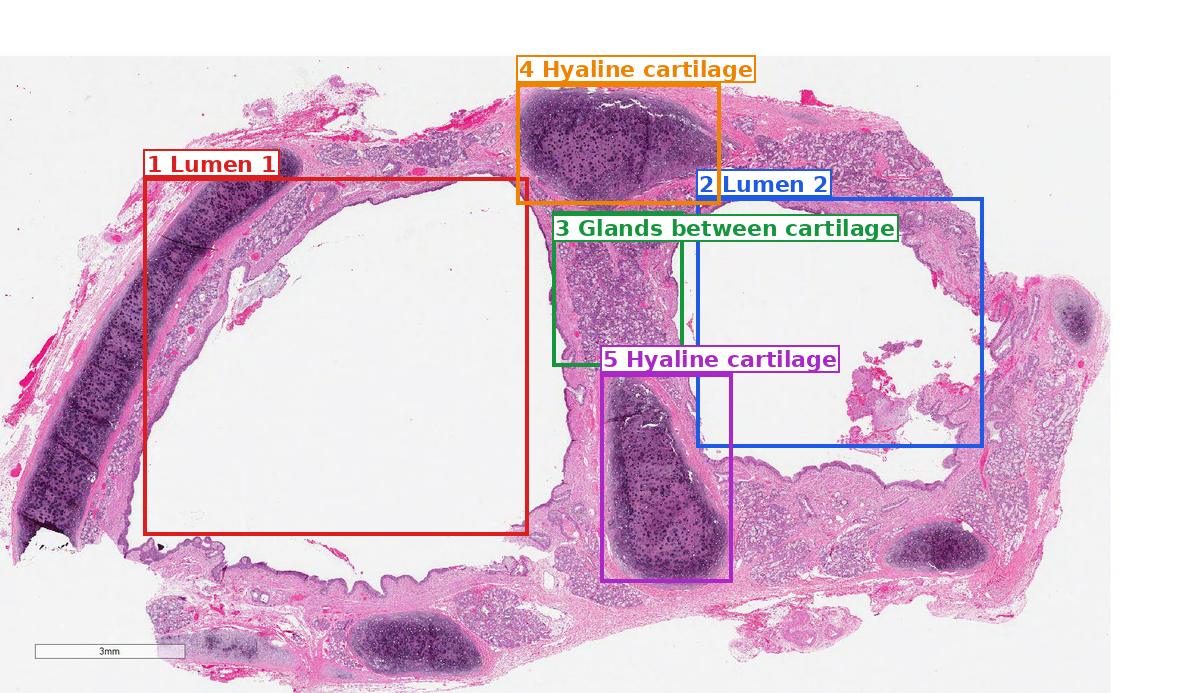 4 Hyaline cartilage
1 Lumen 1
2 Lumen 2
3 Glands between cartilage
5 Hyaline cartilage
3mm